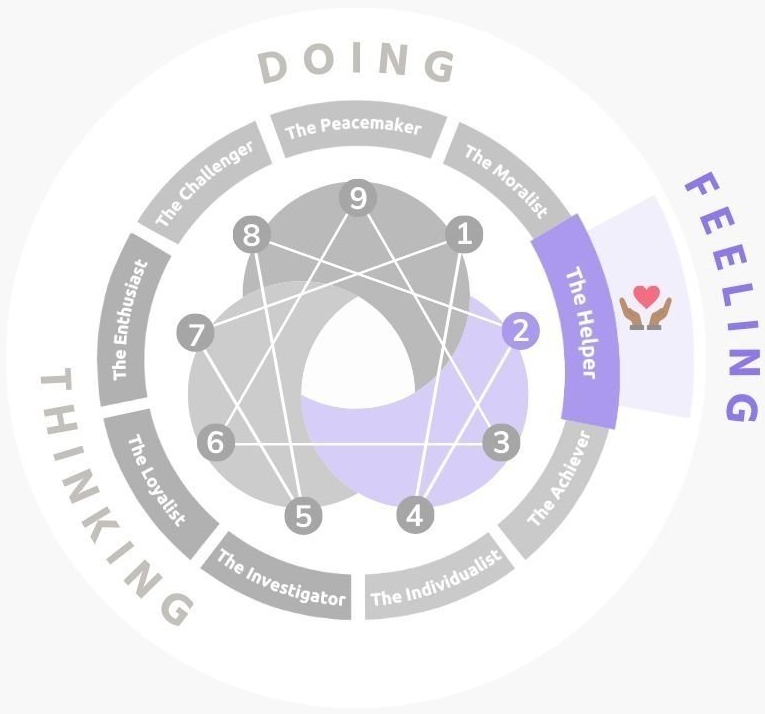 DOING
FEELING
THINKING
The Peacemaker
The Moralist
The Helper
The Achiever
The Individualist
The Investigator
The Loyalist
The Enthusiast
The Challenger
9
1
2
3
4
5
6
7
8